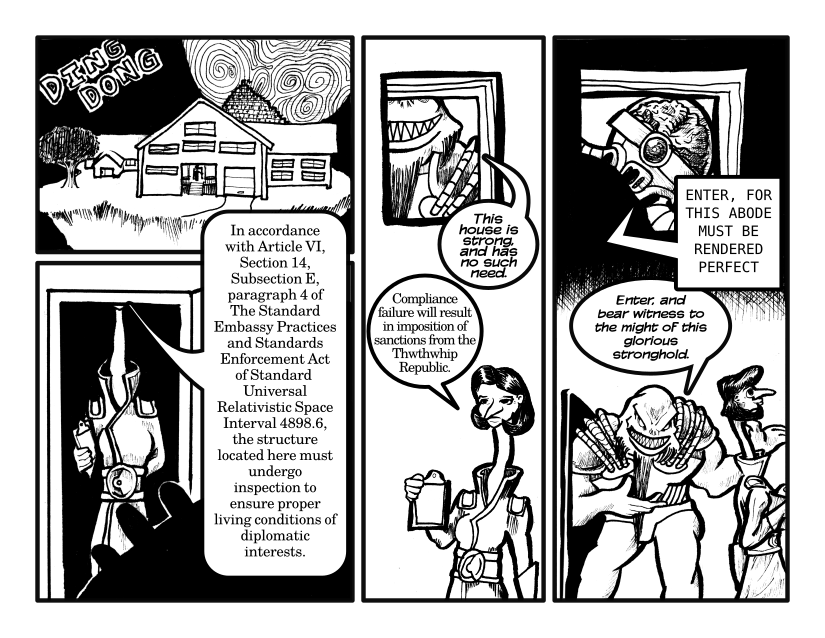 DING
DONG
In accordance
with Article VI,
Section 14,
Subsection E,
paragraph 4 of
The Standard
Embassy Practices
and Standards
Enforcement Act
of Standard
Universal
Relativistic Space
Interval 4898.6,
the structure
located here must
undergo
inspection to
ensure proper
living conditions of
diplomatic
interests.
This
house is
strong,
and has
no such
need.
Compliance
failure will result
in imposition of
sanctions from the
Thwthwhip
Republic.
ENTER, FOR
THIS ABODE
MUST BE
RENDERED
PERFECT
Enter, and
bear witness to
the might of this
glorious
stronghold.